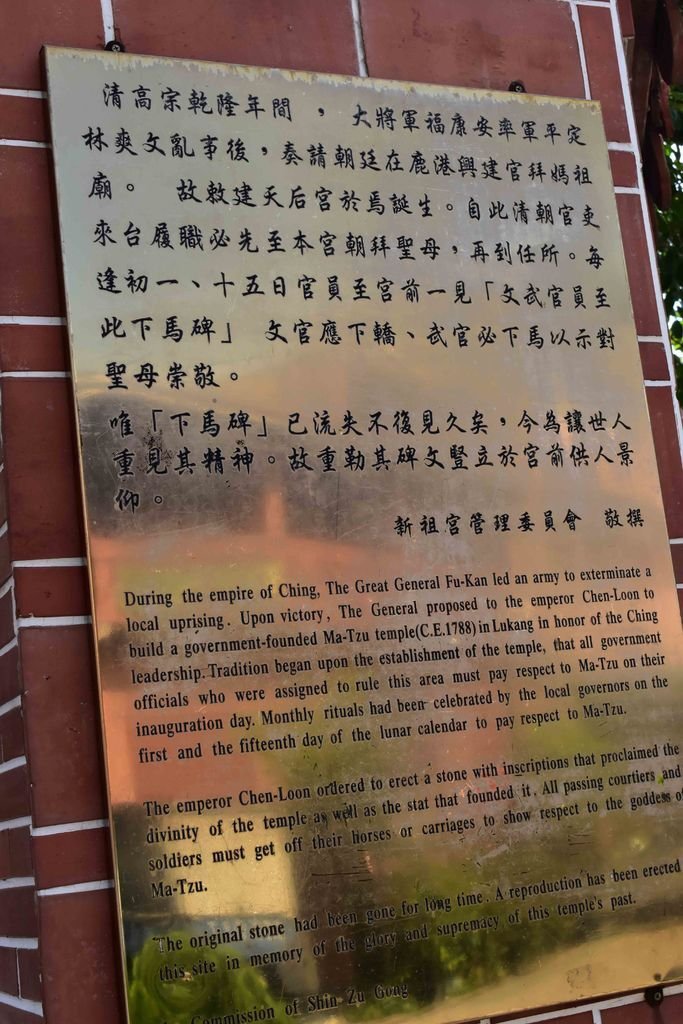 清高宗乾隆年間，大將軍福康安率軍平定
林爽文亂事後，奏請朝廷在鹿港興建官拜媽祖
廟。故敕建天后宮於焉誕生。自此清朝官吏
來台履職必先至本宮朝拜聖母，再到任所。每
逢初一、十五日官員至宮前一見「文武官員至
此下馬碑」文官應下轎、武官必下馬以示對
聖母崇敬。
唯「下馬碑」已流失不復見久矣，今為讓世人
重見其精神。故重勒其碑文豎立於宮前供人景
仰。
新祖宮管理委員會 敬撰
During the empire of Ching, The Great General Fu-Kan led an army to exterminate a
local uprising. Upon victory, The General proposed to the emperor Chen-Loon to
build a government-founded Ma-Tzu temple(C.E.1788) in Lukang in honor of the Ching
leadership. Tradition began upon the establishment of the temple, that all government
officials who were assigned to rule this area must pay respect to Ma-Tzu on their
inauguration day. Monthly rituals had been celebrated by the local governors on the
first and the fifteenth day of the lunar calendar to pay respect to Ma-Tzu.
The emperor Chen-Loon ordered to erect a stone with inscriptions that proclaimed the
divinity of the temple as well as the stat that founded it. All passing courtiers and
soldiers must get off their horses or carriages to show respect to the goddess of
Ma-Tzu.
The original stone had been gone for long time. A reproduction has been erected
this site in memory of the glory and supremacy of this temple's past.
Commission of Shin Zu Gong